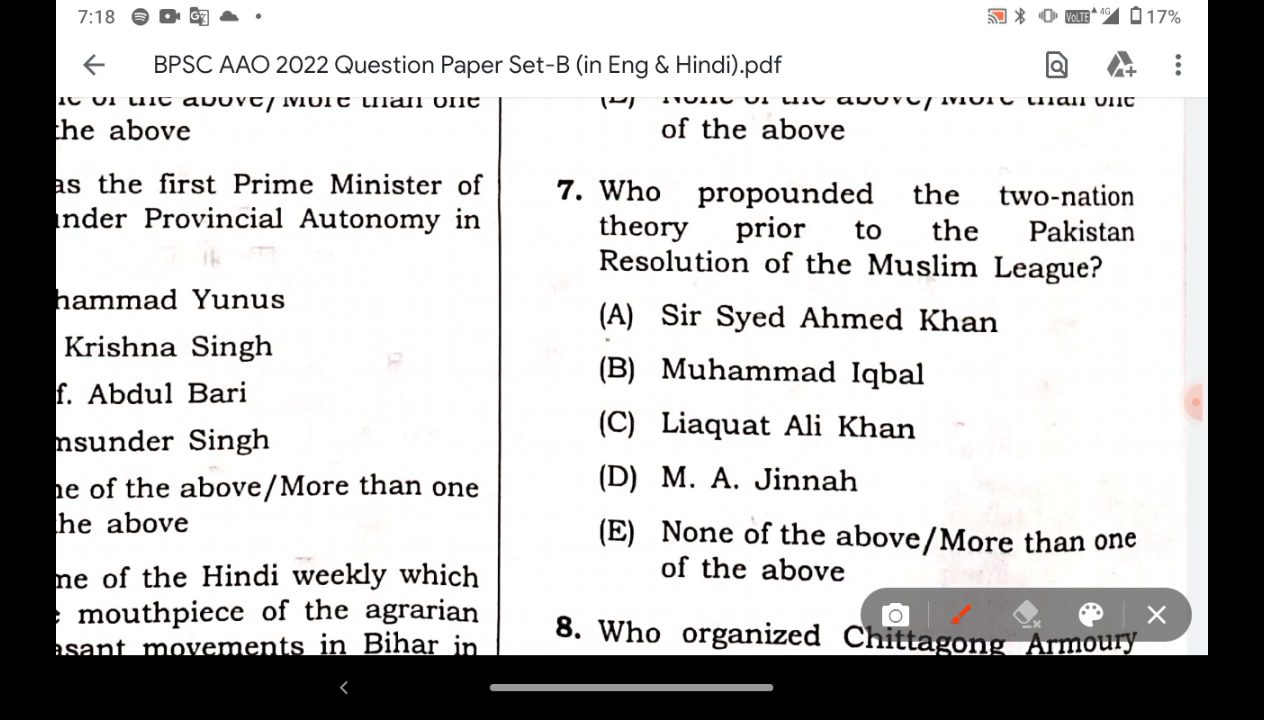 7:18
VoLTE 4G 17%
BPSC AAO 2022 Question Paper Set-B (in Eng & Hindi).pdf
the above
as the first Prime Minister of
under Provincial Autonomy in
hammad Yunus
Krishna Singh
f. Abdul Bari
msunder Singh
ne of the above/More than one
he above
me of the Hindi weekly which
mouthpiece of the agrarian
asant movements in Bihar in
of the above
7. Who propounded the two-nation
theory prior to the Pakistan
Resolution of the Muslim League?
(A) Sir Syed Ahmed Khan
(B) Muhammad Iqbal
(C) Liaquat Ali Khan
(D) M. A. Jinnah
(E) None of the above/More than one
of the above
8. Who organized Chittagong Armoury